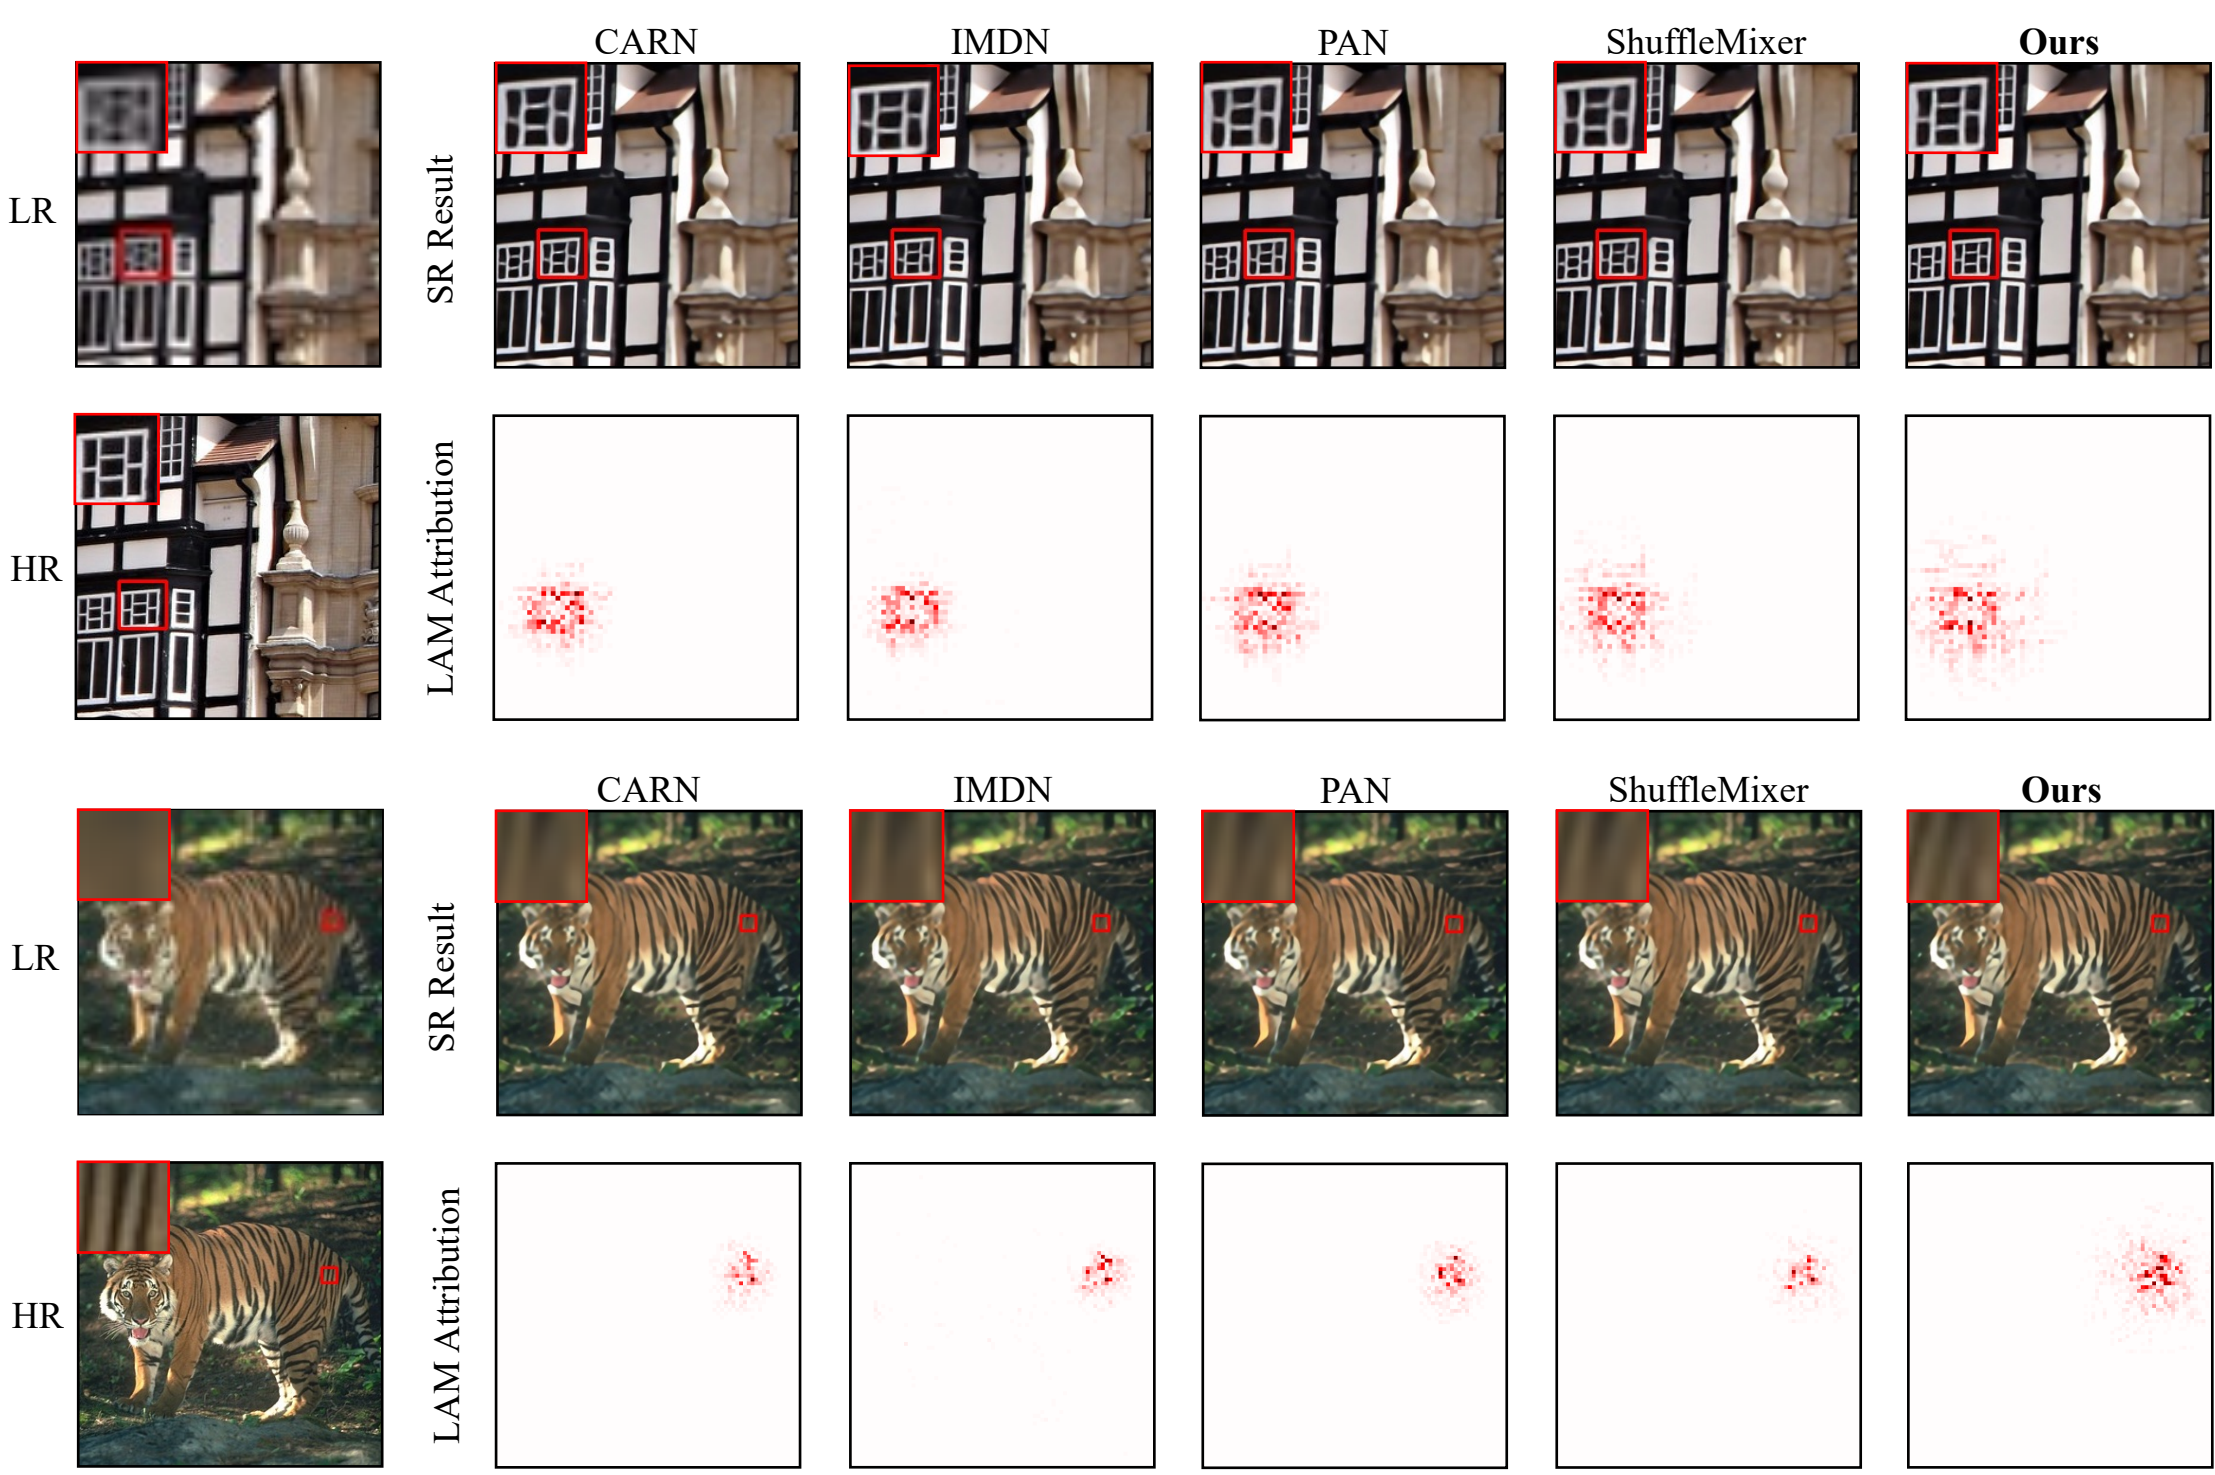 CARN IMDN PAN ShuffleMixer Ours
LR
SR Result
HR
LAM Attribution
CARN IMDN PAN ShuffleMixer Ours
LR
SR Result
HR
LAM Attribution